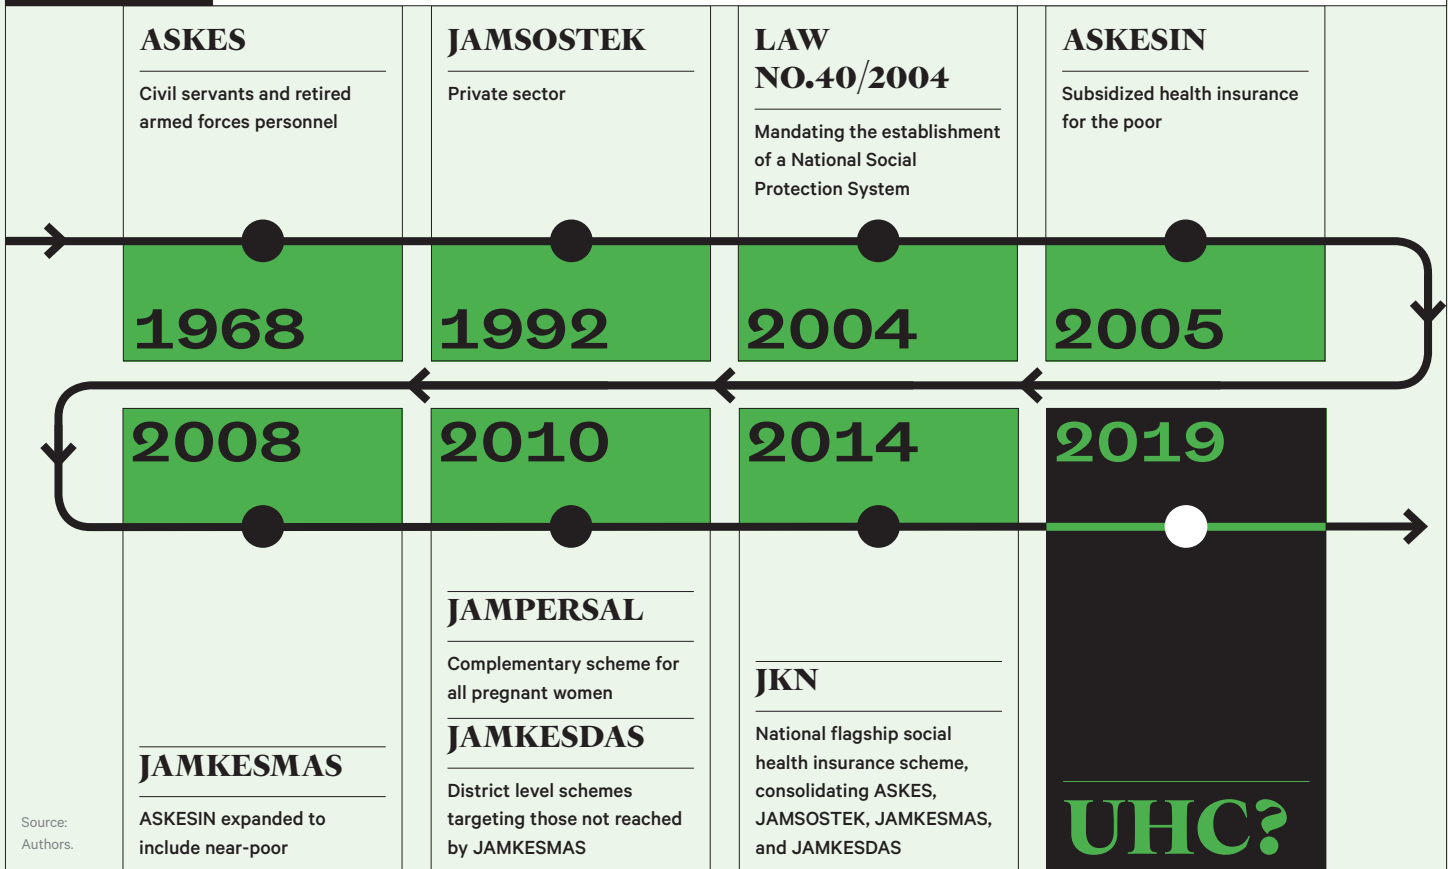 ASKES
Civil servants and retired
armed forces personnel
1968
JAMSOSTEK
Private sector
1992
LAW
NO.40/2004
Mandating the establishment
of a National Social
Protection System
2004
ASKESIN
Subsidized health insurance
for the poor
2005
2008
JAMKESMAS
ASKESIN expanded to
include near-poor
2010
JAMPERSAL
Complementary scheme for
all pregnant women
JAMKESDAS
District level schemes
targeting those not reached
by JAMKESMAS
2014
JKN
National flagship social
health insurance scheme,
consolidating ASKES,
JAMSOSTEK, JAMKESMAS,
and JAMKESDAS
2019
UHC?
Source:
Authors.